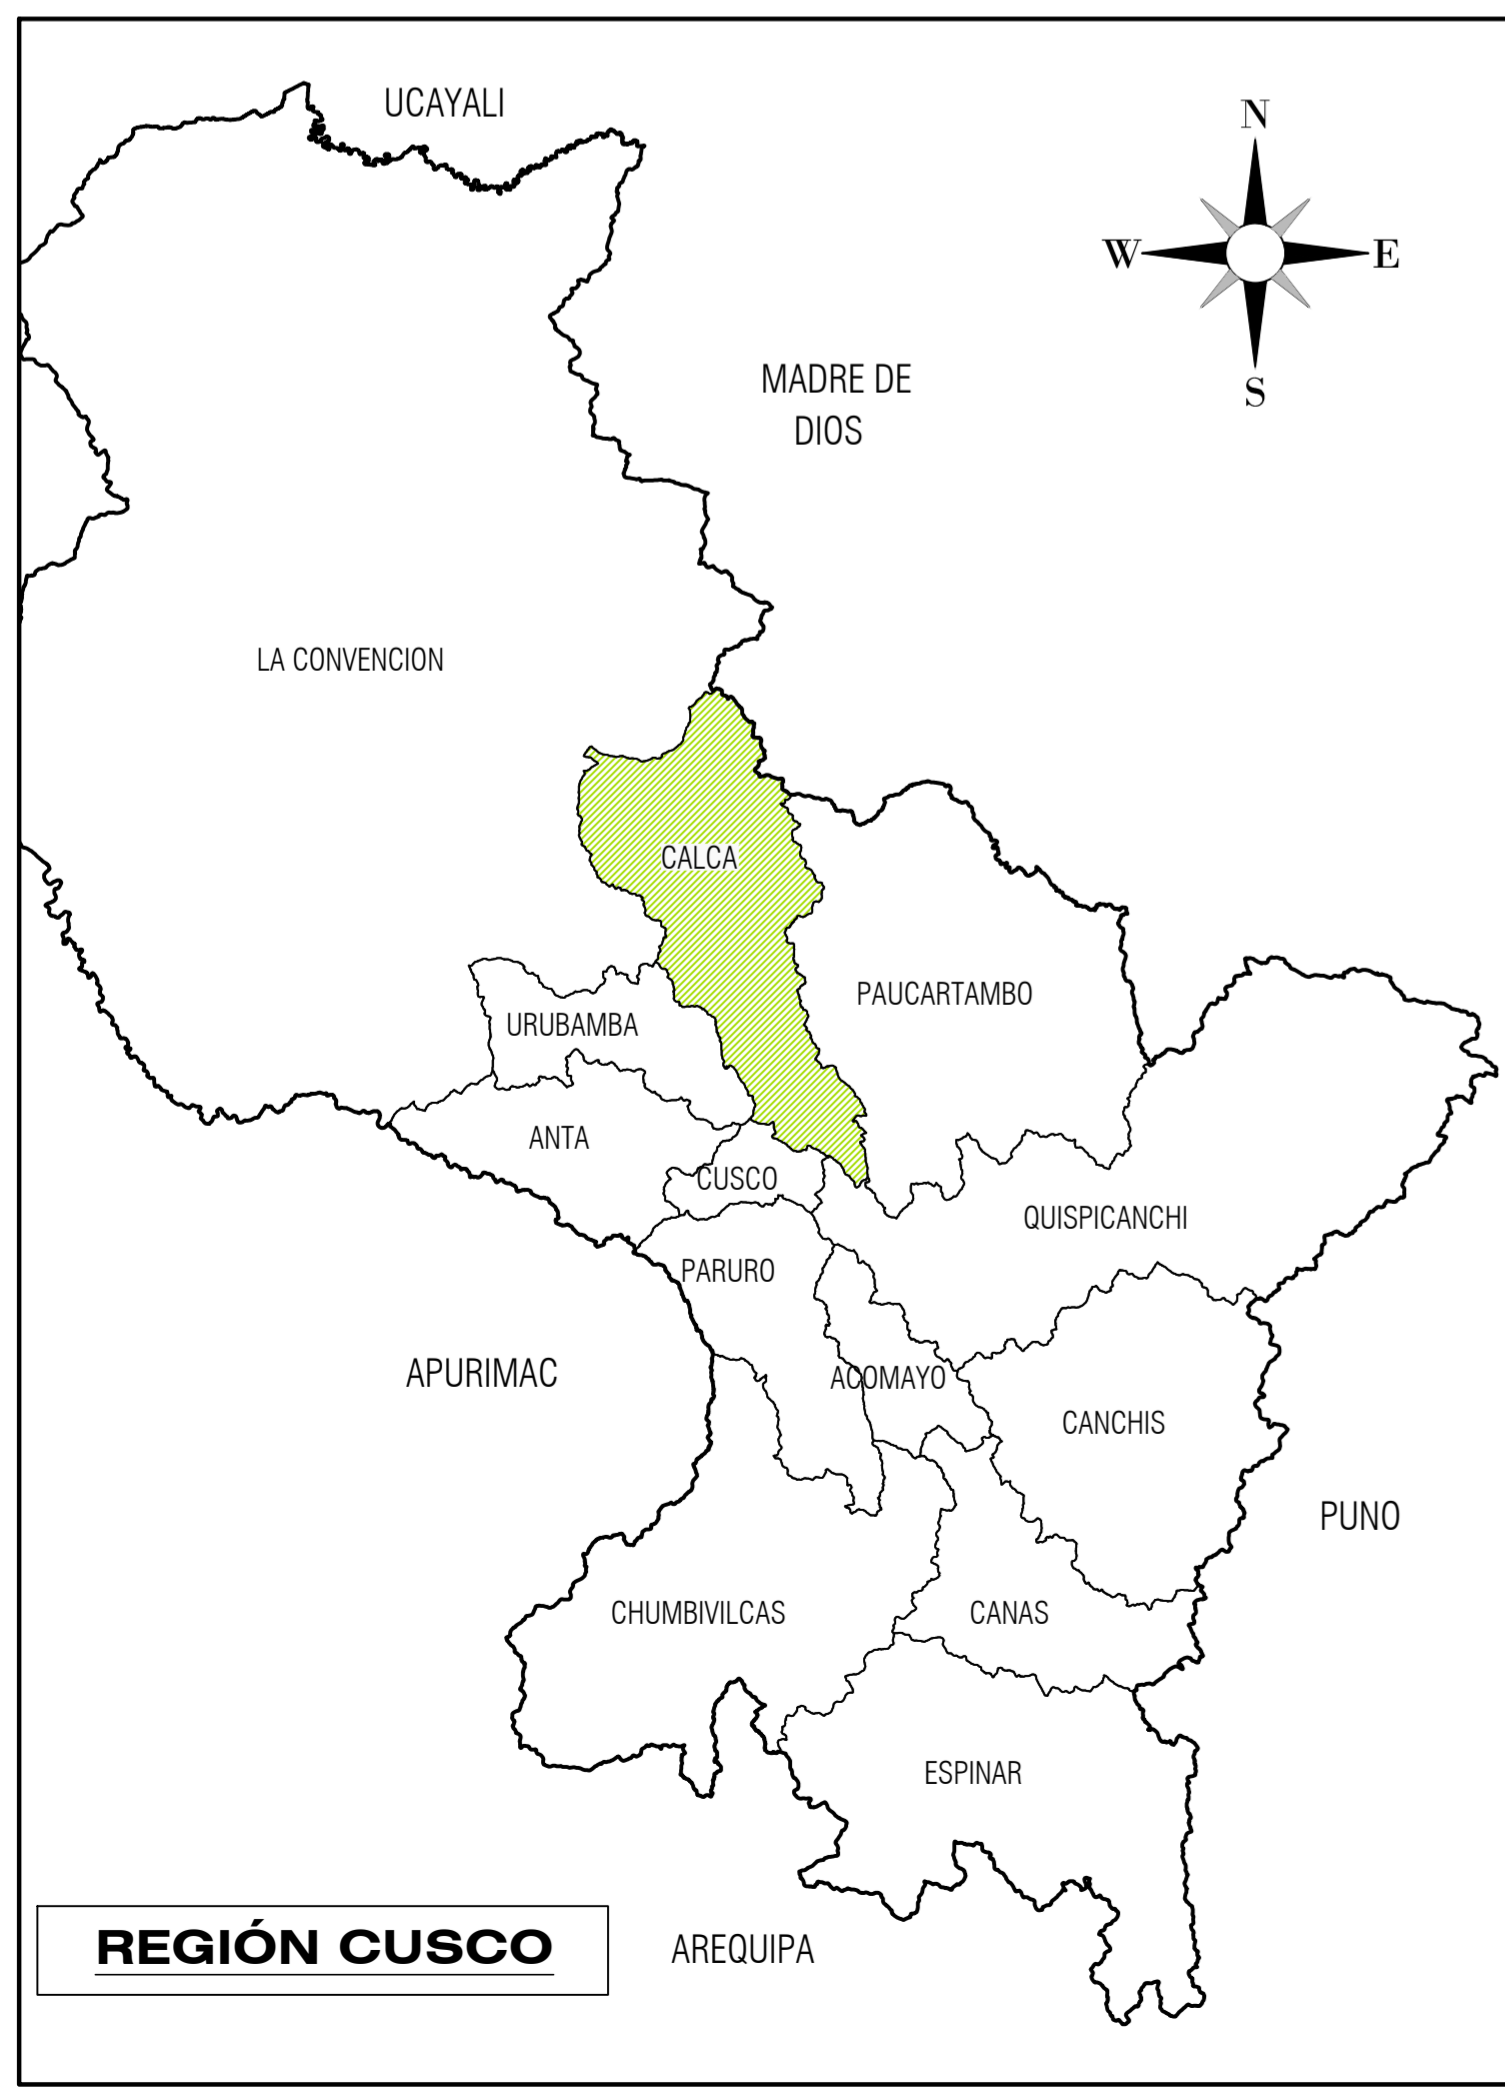 UCAYALI
N
W
E
S
MADRE DE
DIOS
LA CONVENCION
CALCA
PAUCARTAMBO
URUBAMBA
ANTA
CUSCO
QUISPICANCHI
PARURO
APURIMAC
ACOMAYO
CANCHIS
PUNO
CHUMBIVILCAS
CANAS
ESPINAR
REGIÓN CUSCO
AREQUIPA